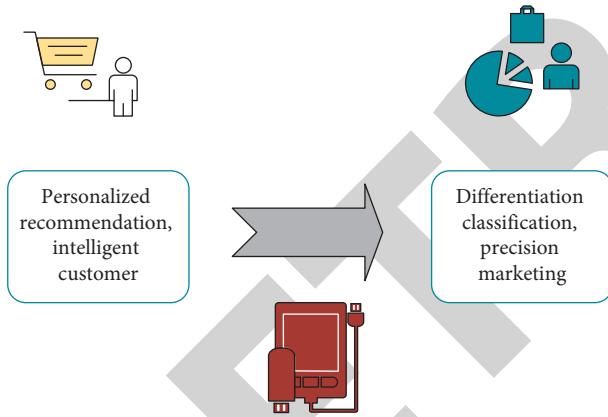 Personalized
recommendation,
intelligent
customer
Differentiation
classification,
precision
marketing